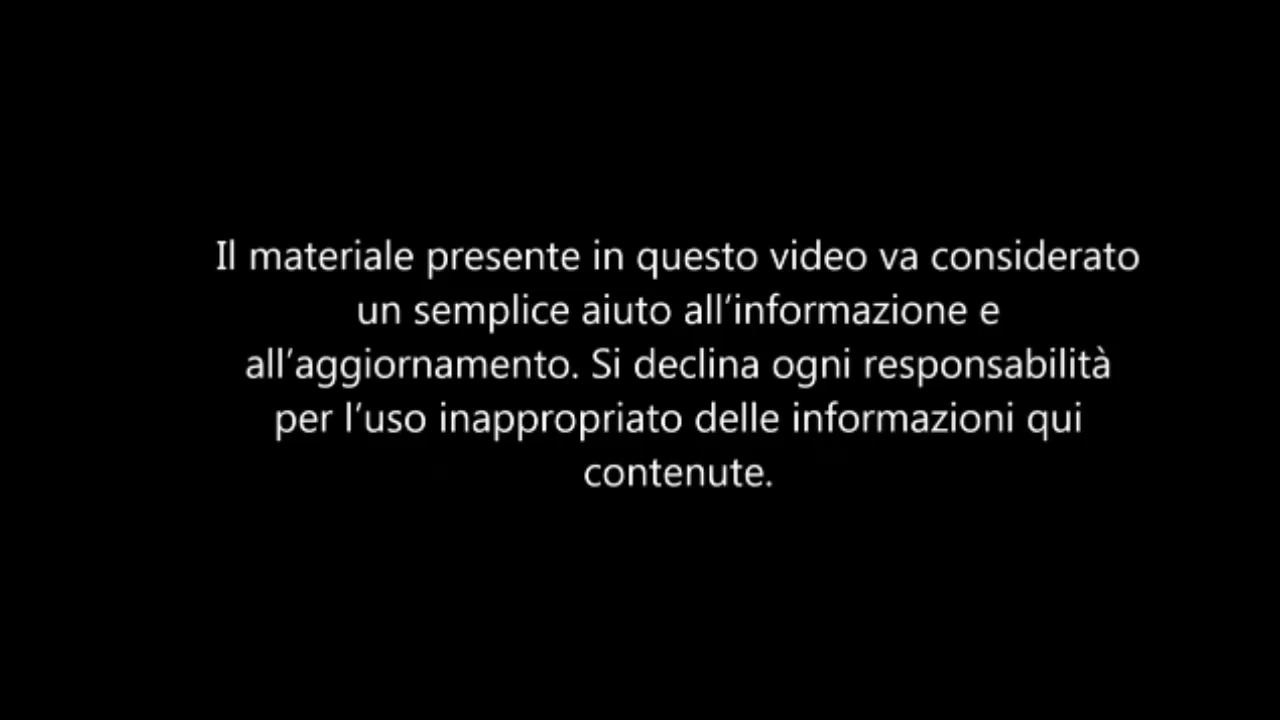 Il materiale presente in questo video va considerato
un semplice aiuto all’informazione e
all’aggiornamento. Si declina ogni responsabilità
per l’uso inappropriato delle informazioni qui
contenute.